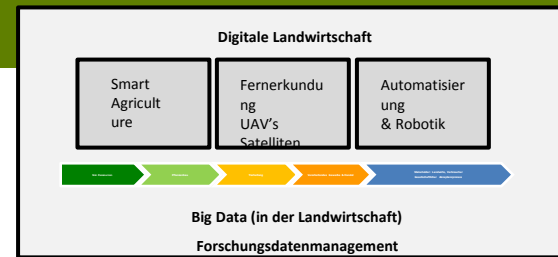 Digitale Landwirtschaft
Smart
Agricult
ure
Fernerkundu
ng
UAV's
Satelliten
Automatisier
ung
& Robotik
Big Data (in der Landwirtschaft)
Forschungsdatenmanagement